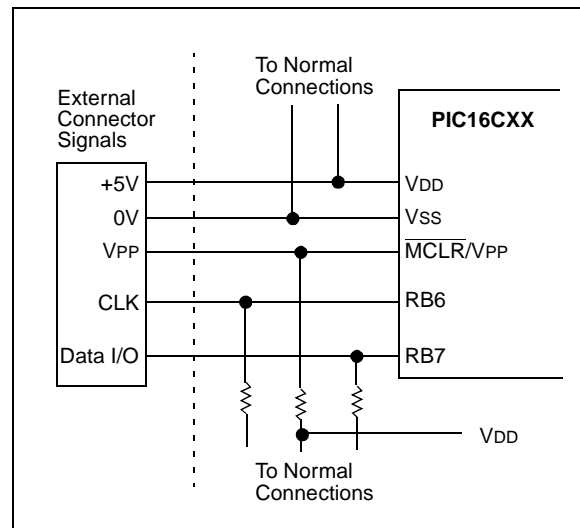 To Normal
Connections
External
Connector
Signals
PIC16CXX
+5V
VDD
0V
VSS
VPP
MCLR/VPP
CLK
RB6
Data I/O
RB7
VDD
To Normal
Connections